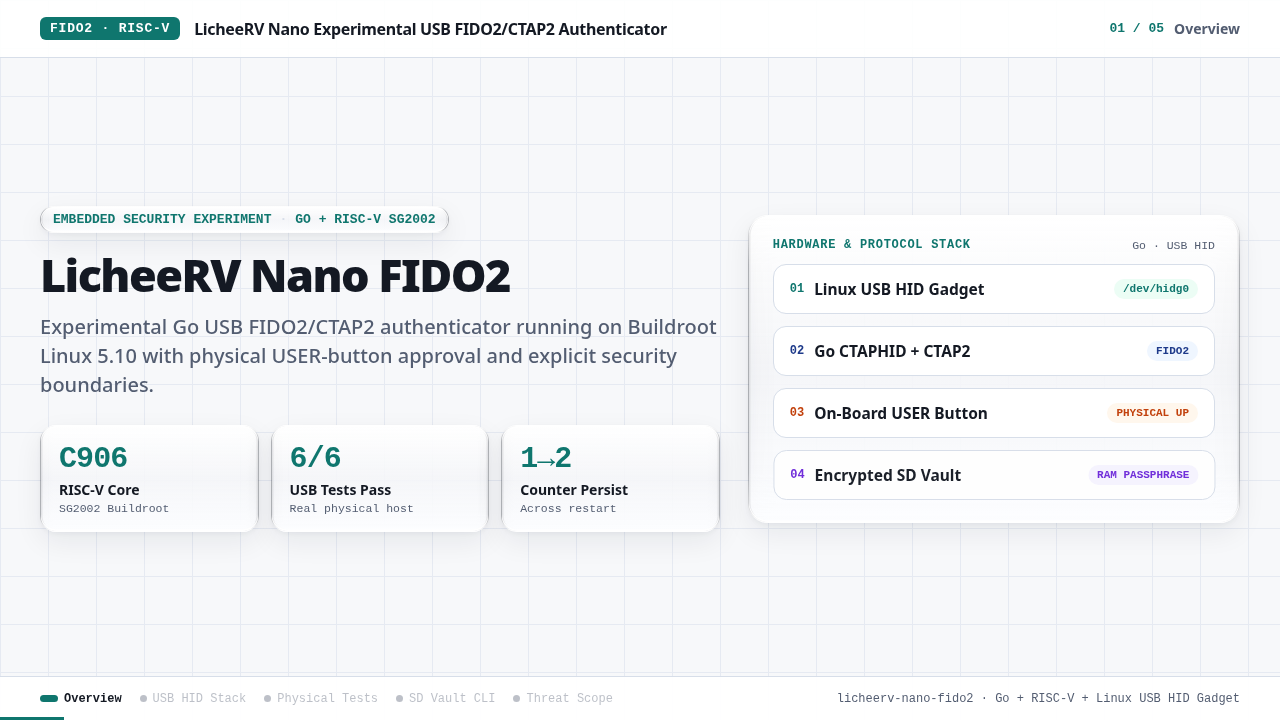 FIDO2 · RISC-V
LicheeRV Nano Experimental USB FIDO2/CTAP2 Authenticator
01 / 05 Overview
EMBEDDED SECURITY EXPERIMENT · GO + RISC-V SG2002
LicheeRV Nano FIDO2
Experimental Go USB FIDO2/CTAP2 authenticator running on Buildroot
Linux 5.10 with physical USER-button approval and explicit security
boundaries.
C906
RISC-V Core
SG2002 Buildroot
6/6
USB Tests Pass
Real physical host
1→2
Counter Persist
Across restart
HARDWARE & PROTOCOL STACK
Go · USB HID
01 Linux USB HID Gadget /dev/hidg0
02 Go CTAPHID + CTAP2 FIDO2
03 On-Board USER Button PHYSICAL UP
04 Encrypted SD Vault RAM PASSPHRASE
Overview
USB HID Stack
Physical Tests
SD Vault CLI
Threat Scope
licheerv-nano-fido2 · Go + RISC-V + Linux USB HID Gadget